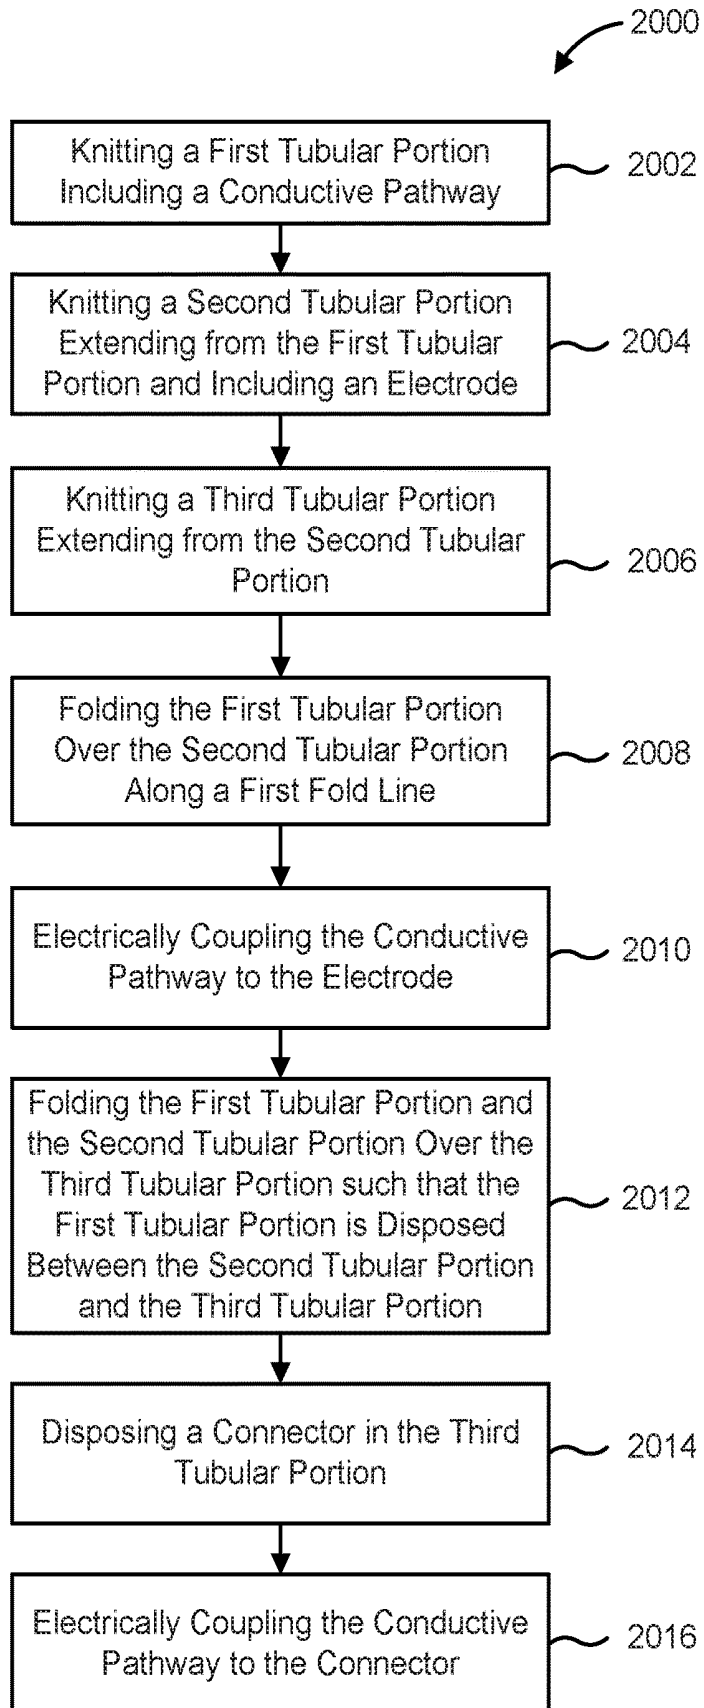 2000
Knitting a First Tubular Portion
Including a Conductive Pathway
2002
Knitting a Second Tubular Portion
Extending from the First Tubular
Portion and Including an Electrode
2004
Knitting a Third Tubular Portion
Extending from the Second Tubular
Portion
2006
Folding the First Tubular Portion
Over the Second Tubular Portion
Along a First Fold Line
2008
Electrically Coupling the Conductive
Pathway to the Electrode
2010
Folding the First Tubular Portion and
the Second Tubular Portion Over the
Third Tubular Portion such that the
First Tubular Portion is Disposed
Between the Second Tubular Portion
and the Third Tubular Portion
2012
Disposing a Connector in the Third
Tubular Portion
2014
Electrically Coupling the Conductive
Pathway to the Connector
2016